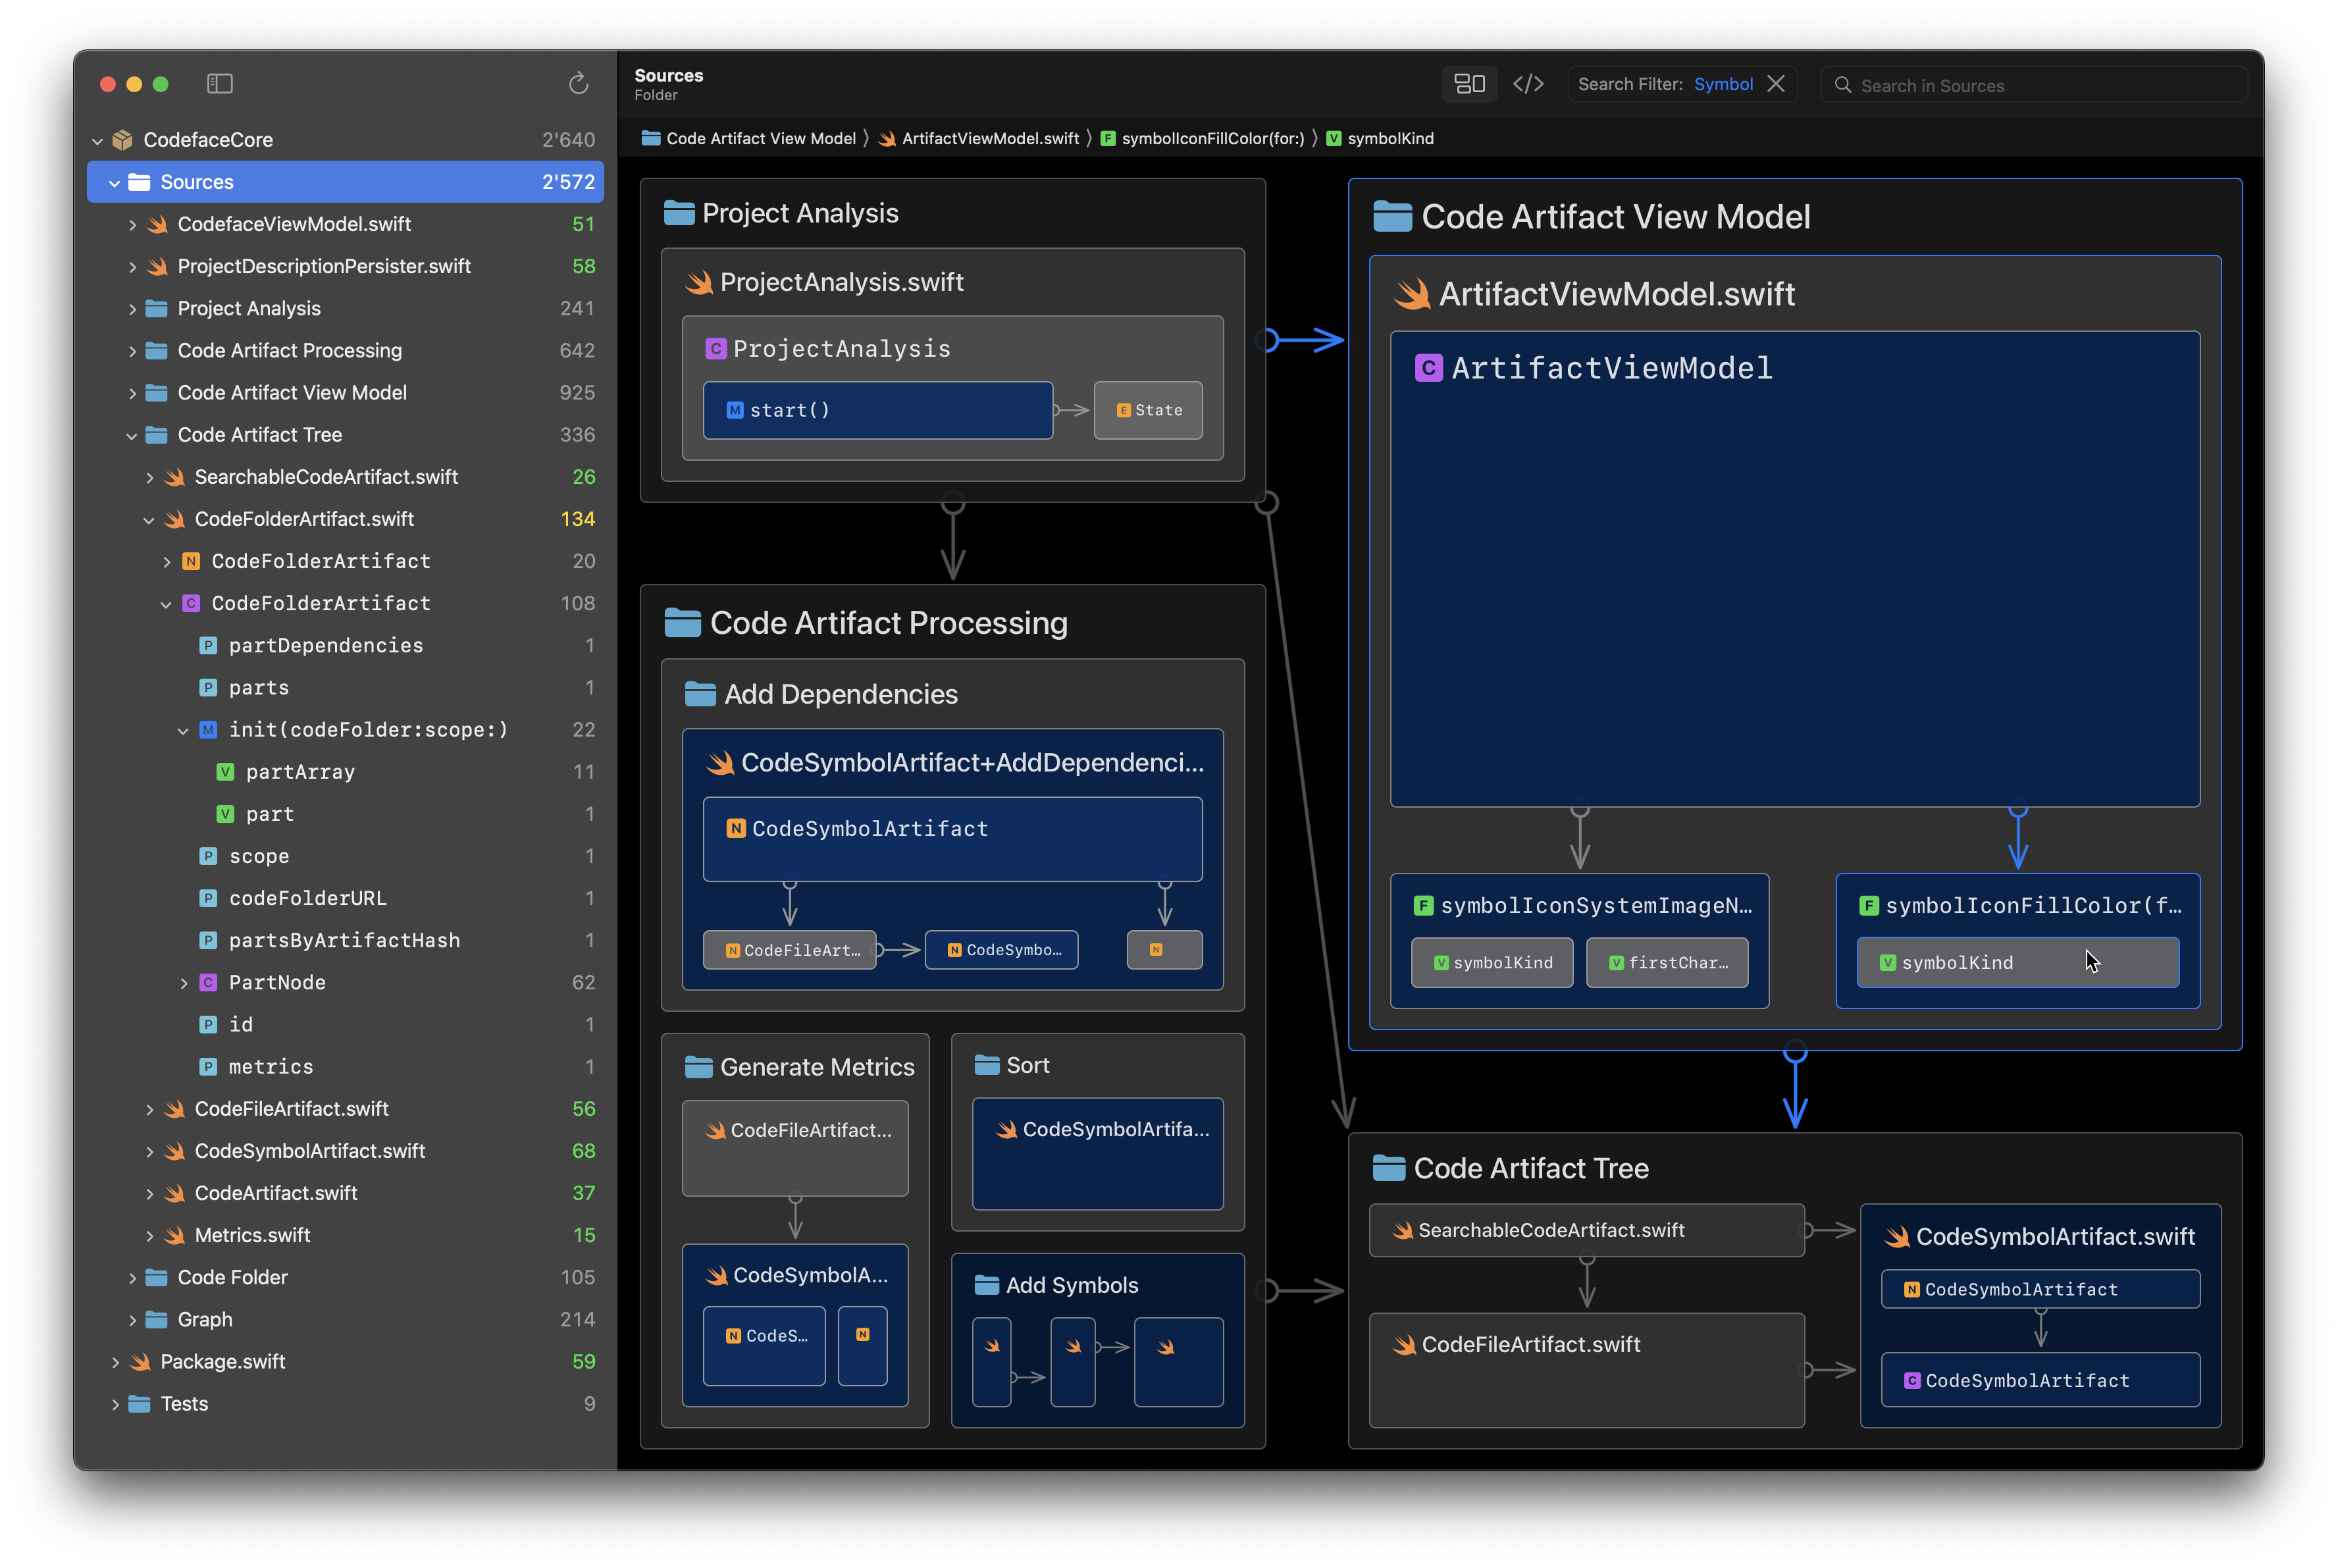 CodefaceCore 2'640
Sources 2'572
CodefaceViewModel.swift 51
ProjectDescriptionPersister.swift 58
Project Analysis 241
Code Artifact Processing 642
Code Artifact View Model 925
Code Artifact Tree 336
SearchableCodeArtifact.swift 26
CodeFolderArtifact.swift 134
N CodeFolderArtifact 20
C CodeFolderArtifact 108
P partDependencies 1
P parts 1
M init(codeFolder:scope:) 22
V partArray 11
V part 1
P scope 1
P codeFolderURL 1
P partsByArtifactHash 1
C PartNode 62
P id 1
P metrics 1
CodeFileArtifact.swift 56
CodeSymbolArtifact.swift 68
CodeArtifact.swift 37
Metrics.swift 15
Code Folder 105
Graph 214
Package.swift 59
Tests 9
Sources
Folder
Search Filter: Symbol
Search in Sources
Code Artifact View Model ⟩ ArtifactViewModel.swift ⟩ F symbolIconFillColor(for:) ⟩ V symbolKind
Project Analysis
ProjectAnalysis.swift
C ProjectAnalysis
M start()
E State
Code Artifact Processing
Add Dependencies
CodeSymbolArtifact+AddDependenci...
N CodeSymbolArtifact
N CodeFileArt...
N CodeSymbo...
N
Generate Metrics
CodeFileArtifact...
CodeSymbolA...
N CodeS...
N
Sort
CodeSymbolArtifa...
Add Symbols
Code Artifact View Model
ArtifactViewModel.swift
C ArtifactViewModel
F symbolIconSystemImageN...
V symbolKind
V firstChar...
F symbolIconFillColor(f...
V symbolKind
Code Artifact Tree
SearchableCodeArtifact.swift
CodeFileArtifact.swift
CodeSymbolArtifact.swift
N CodeSymbolArtifact
C CodeSymbolArtifact